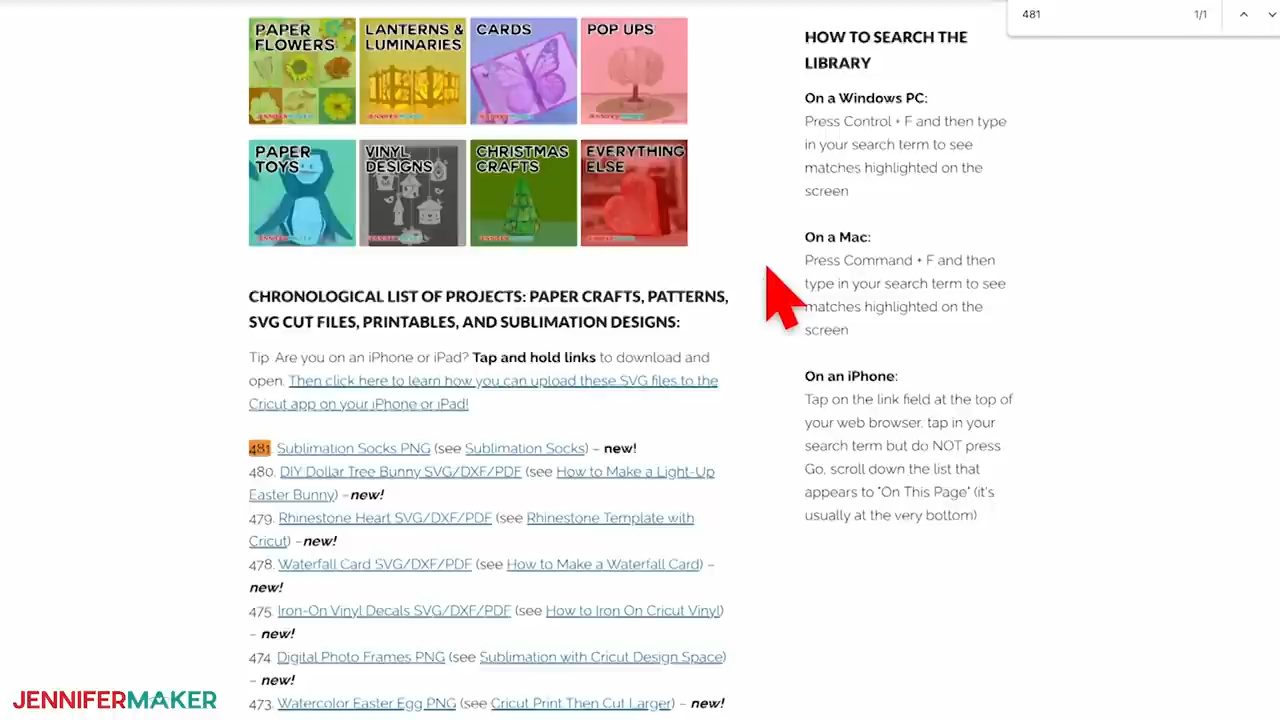 481
1/1
PAPER
FLOWERS
LANTERNS &
LUMINARIES
CARDS
POP UPS
PAPER
TOYS
VINYL
DESIGNS
CHRISTMAS
CRAFTS
EVERYTHING
ELSE
CHRONOLOGICAL LIST OF PROJECTS: PAPER CRAFTS, PATTERNS,
SVG CUT FILES, PRINTABLES, AND SUBLIMATION DESIGNS:
Tip: Are you on an iPhone or iPad? Tap and hold links to download and
open. Then click here to learn how you can upload these SVG files to the
Cricut app on your iPhone or iPad!
481. Sublimation Socks PNG (see Sublimation Socks) – new!
480. DIY Dollar Tree Bunny SVG/DXF/PDF (see How to Make a Light-Up
Easter Bunny) –new!
479. Rhinestone Heart SVG/DXF/PDF (see Rhinestone Template with
Cricut) –new!
478. Waterfall Card SVG/DXF/PDF (see How to Make a Waterfall Card) –
new!
475. Iron-On Vinyl Decals SVG/DXF/PDF (see How to Iron On Cricut Vinyl)
– new!
474. Digital Photo Frames PNG (see Sublimation with Cricut Design Space)
– new!
473. Watercolor Easter Egg PNG (see Cricut Print Then Cut Larger) – new!
HOW TO SEARCH THE
LIBRARY
On a Windows PC:
Press Control + F and then type
in your search term to see
matches highlighted on the
screen
On a Mac:
Press Command + F and then
type in your search term to see
matches highlighted on the
screen
On an iPhone:
Tap on the link field at the top of
your web browser, tap in your
search term but do NOT press
Go, scroll down the list that
appears to "On This Page" (it's
usually at the very bottom)
JENNIFERMAKER